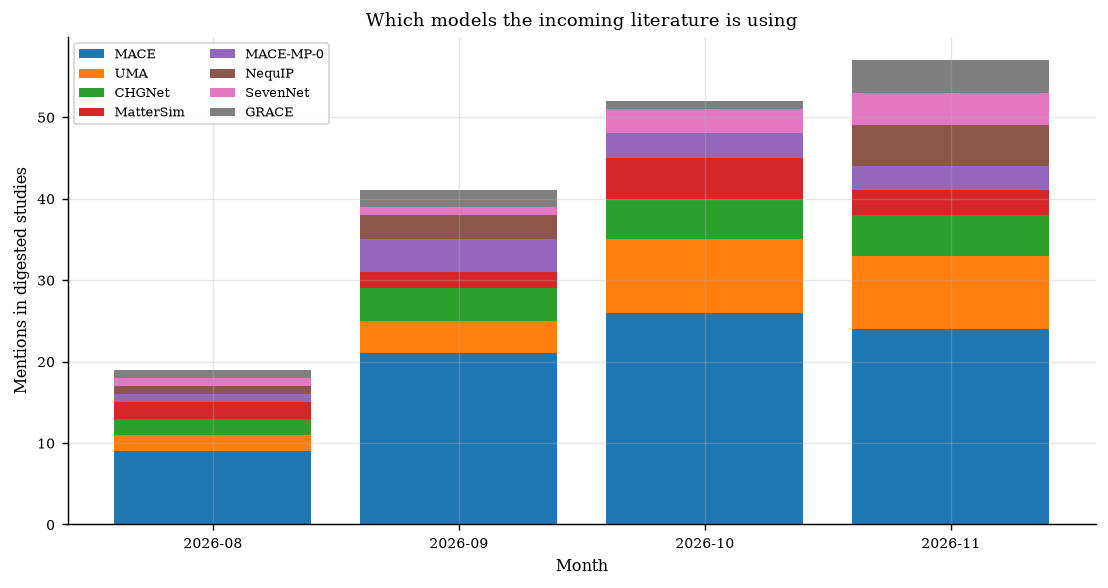 Which models the incoming literature is using
MACE
UMA
CHGNet
MatterSim
MACE-MP-0
NequIP
SevenNet
GRACE
Mentions in digested studies
50
40
30
20
10
0
2026-08
2026-09
2026-10
2026-11
Month